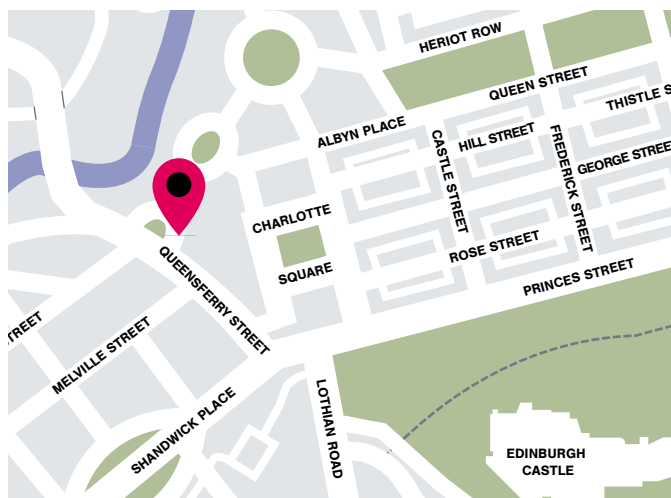 HERIOT ROW
QUEEN STREET
THISTLE S
ALBYN PLACE
HILL STREET
CASTLE STREET
FREDERICK STREET
GEORGE STREET
CHARLOTTE
SQUARE
ROSE STREET
PRINCES STREET
QUEENSFERRY STREET
TREET
MELVILLE STREET
SHANDWICK PLACE
LOTHIAN ROAD
EDINBURGH
CASTLE